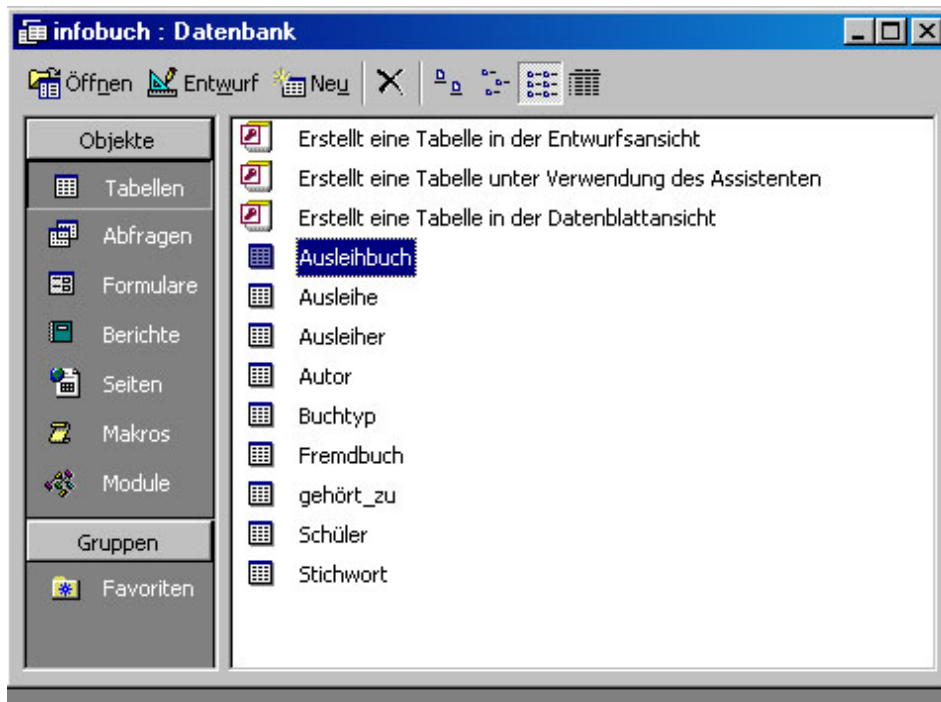 infobuch : Datenbank
Öffnen Entwurf Neu
Objekte
Tabellen
Abfragen
Formulare
Berichte
Seiten
Makros
Module
Gruppen
Favoriten
Erstellt eine Tabelle in der Entwurfsansicht
Erstellt eine Tabelle unter Verwendung des Assistenten
Erstellt eine Tabelle in der Datenblattansicht
Ausleihbuch
Ausleihe
Ausleiher
Autor
Buchtyp
Fremdbuch
gehört_zu
Schüler
Stichwort